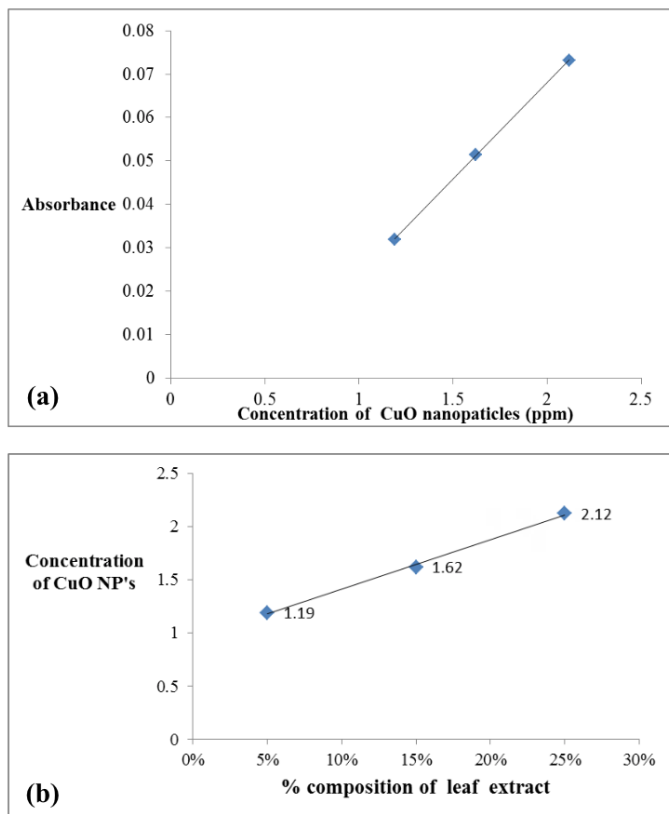 0.08
0.07
0.06
0.05
Absorbance
0.04
0.03
0.02
0.01
0
0 0.5 1 1.5 2 2.5
(a)
Concentration of CuO nanopaticles (ppm)
2.5
2
Concentration
of CuO NP's
1.5
1
0.5
0
1.19
1.62
2.12
0% 5% 10% 15% 20% 25% 30%
% composition of leaf extract
(b)